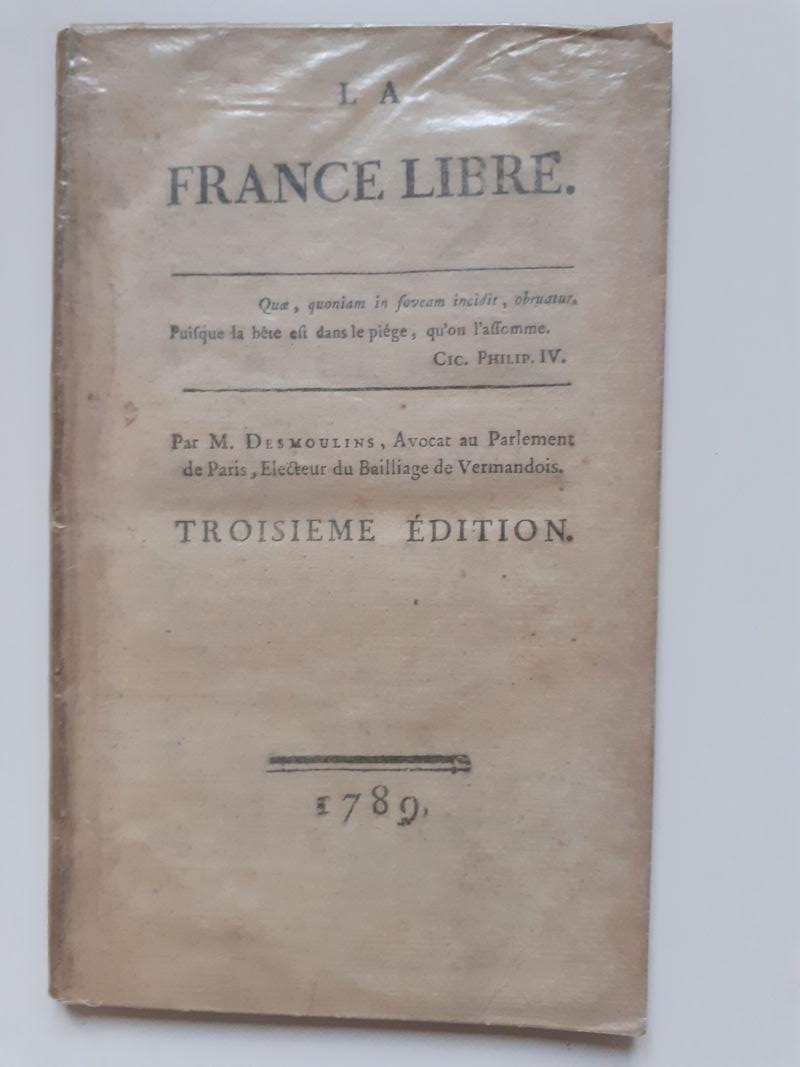 LA
FRANCE LIBRE.
Quæ, quoniam in foveam incidit, obruatur.
Puiſque la bête eſt dans le piége, qu'on l'aſſomme.
CIC. PHILIP. IV.
Par M. DESMOULINS, Avocat au Parlement
de Paris, Electeur du Bailliage de Vermandois.
TROISIEME ÉDITION.
1789.